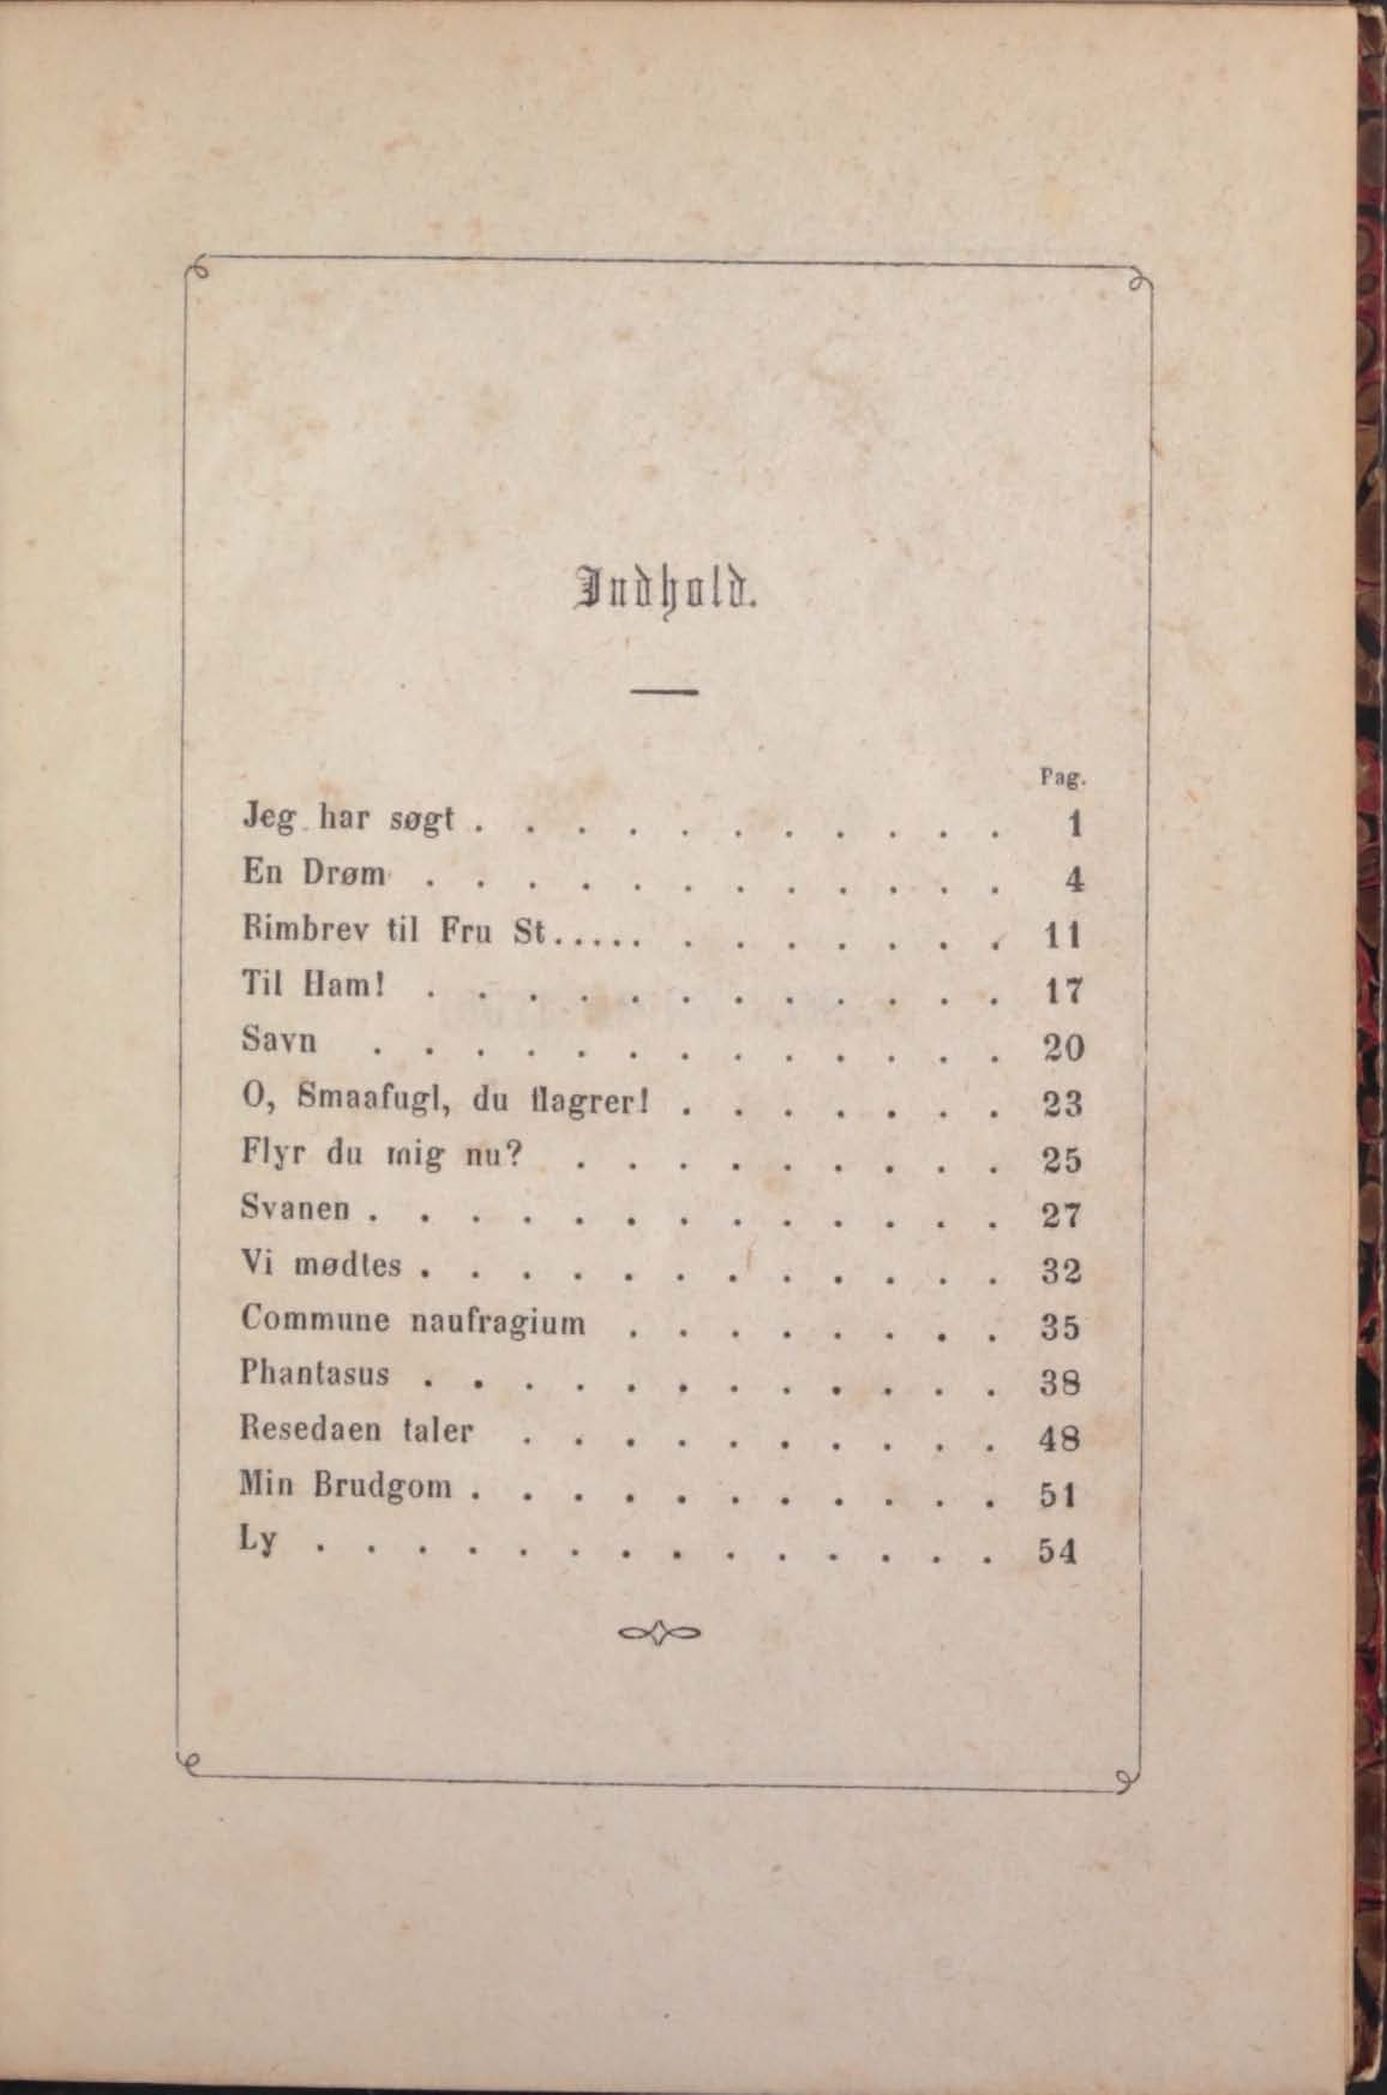 Indhold.
Pag.
Jeg har søgt . . . . . . . . . . . 1
En Drøm . . . . . . . . . . . . 4
Rimbrev til Fru St..... . . . . . . . 11
Til Ham! . . . . . . . . . . . . 17
Savn . . . . . . . . . . . . . 20
O, Smaafugl, du flagrer! . . . . . . . 23
Flyr du mig nu? . . . . . . . . . 25
Svanen . . . . . . . . . . . . . 27
Vi mødtes . . . . . . . . . . . . 32
Commune naufragium . . . . . . . . 35
Phantasus . . . . . . . . . . . . 38
Resedaen taler . . . . . . . . . . 48
Min Brudgom . . . . . . . . . . . 51
Ly . . . . . . . . . . . . . . 54